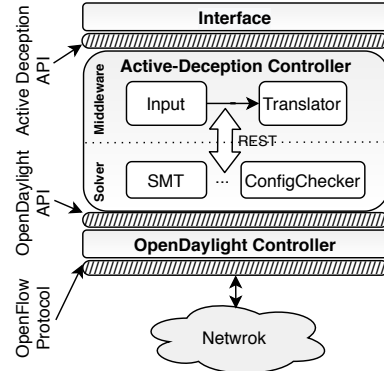 Interface
Active Deception
API
Active-Deception Controller
Middleware
Input
Translator
REST
Solver
SMT
...
ConfigChecker
OpenDaylight
API
OpenDaylight Controller
OpenFlow
Protocol
Netwrok